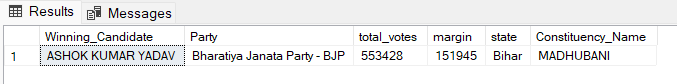 Results Messages
Winning_Candidate Party total_votes margin state Constituency_Name
1 ASHOK KUMAR YADAV Bharatiya Janata Party - BJP 553428 151945 Bihar MADHUBANI